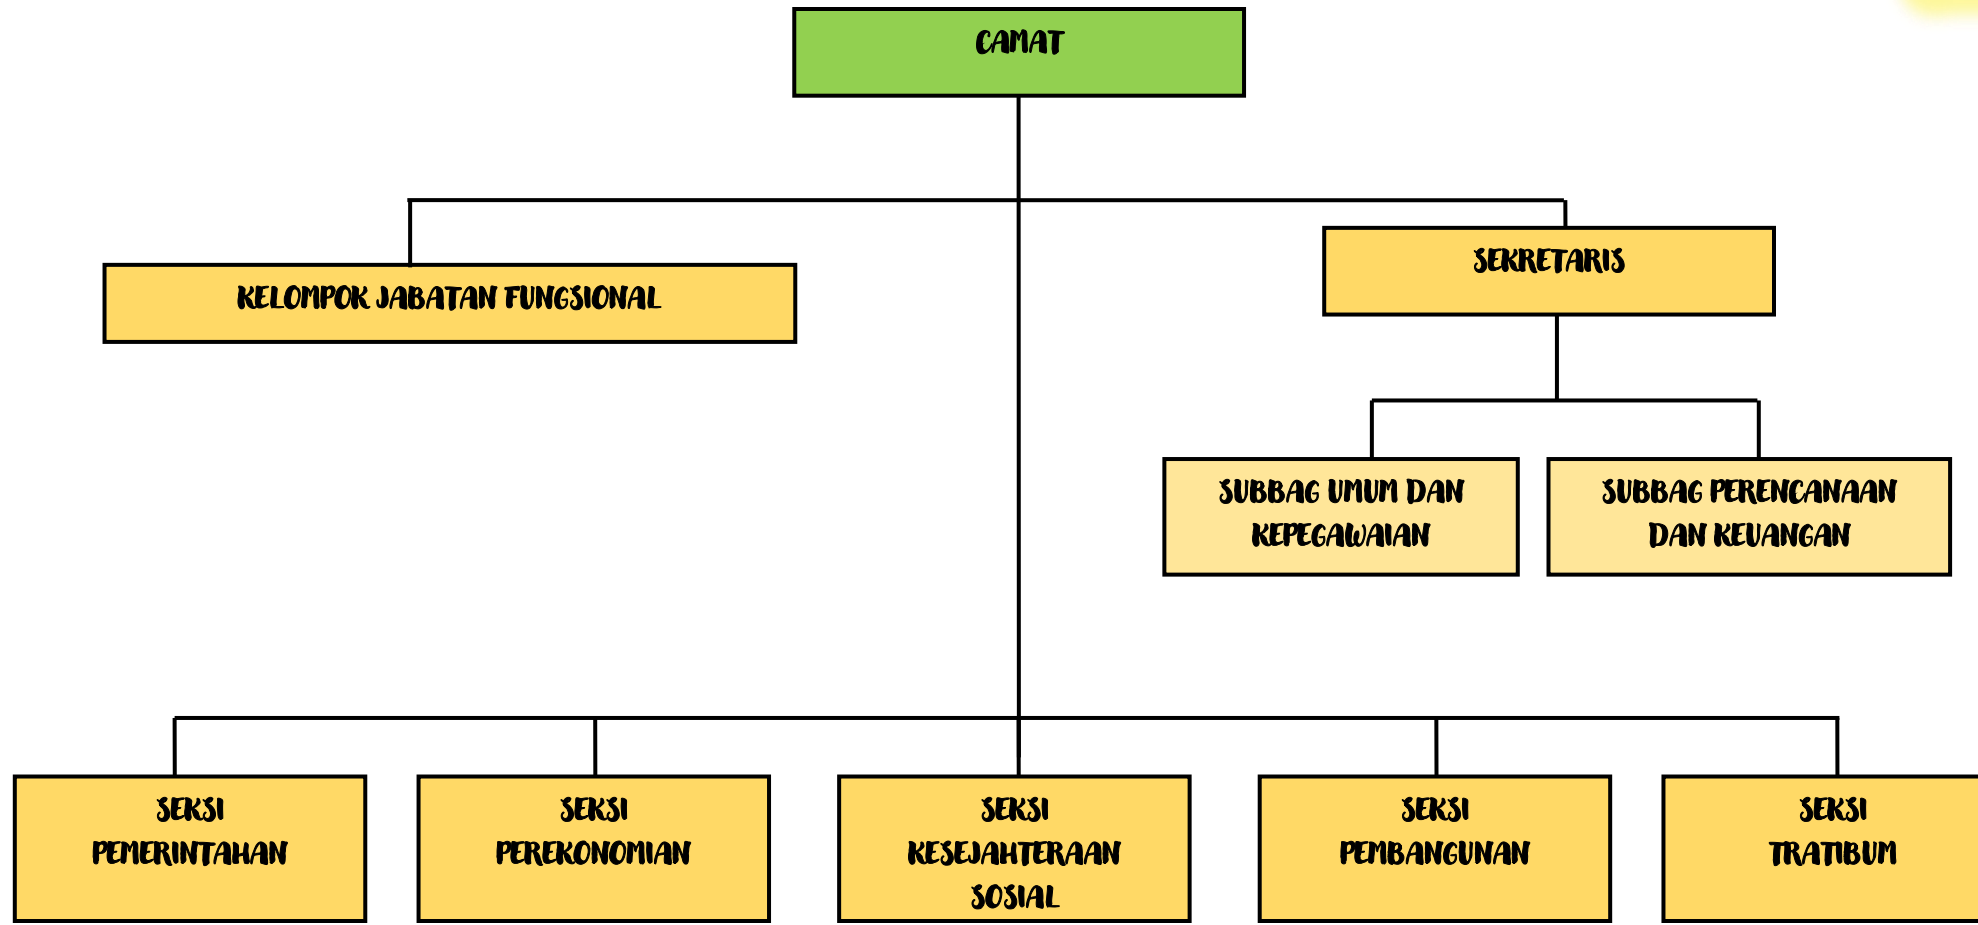 CAMAT
SEKRETARIS
KELOMPOK JABATAN FUNGSIONAL
SUBBAG UMUM DAN
KEPEGAWAIAN
SUBBAG PERENCANAAN
DAN KEUANGAN
SEKSI
PEMERINTAHAN
SEKSI
PEREKONOMIAN
SEKSI
KESEJAHTERAAN
SOSIAL
SEKSI
PEMBANGUNAN
SEKSI
TRATIBUM